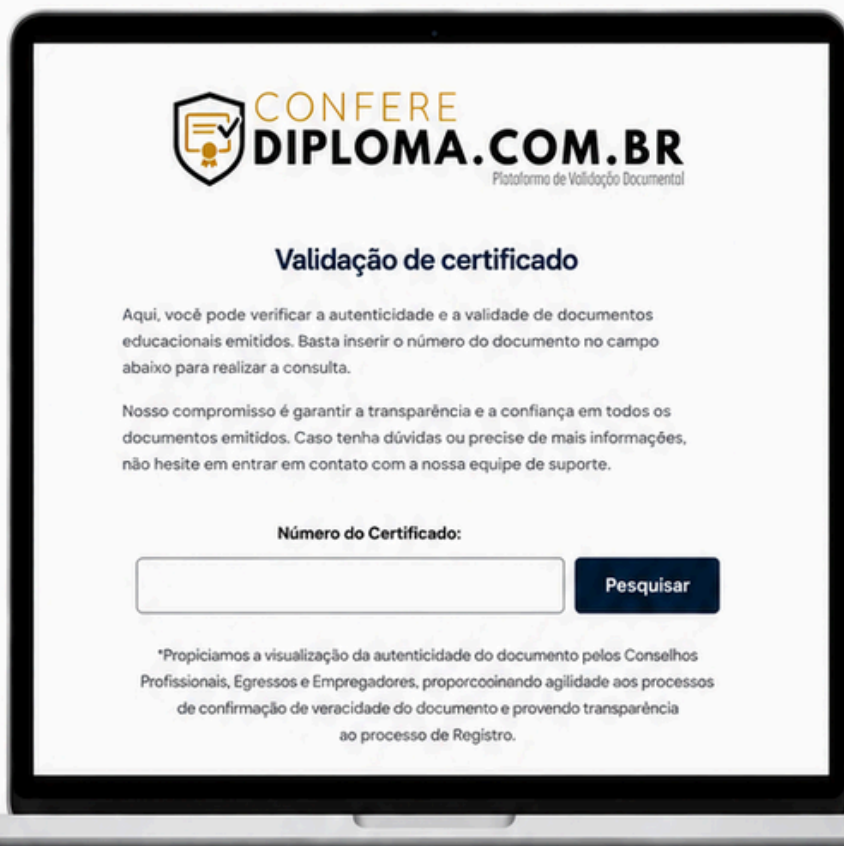 CONFERE
DIPLOMA.COM.BR
Plataforma de Validação Documental
Validação de certificado
Aqui, você pode verificar a autenticidade e a validade de documentos
educacionais emitidos. Basta inserir o número do documento no campo
abaixo para realizar a consulta.
Nosso compromisso é garantir a transparência e a confiança em todos os
documentos emitidos. Caso tenha dúvidas ou precise de mais informações,
não hesite em entrar em contato com a nossa equipe de suporte.
Número do Certificado:
Pesquisar
*Propiciamos a visualização da autenticidade do documento pelos Conselhos
Profissionais, Egressos e Empregadores, proporcooinando agilidade aos processos
de confirmação de veracidade do documento e provendo transparência
ao processo de Registro.